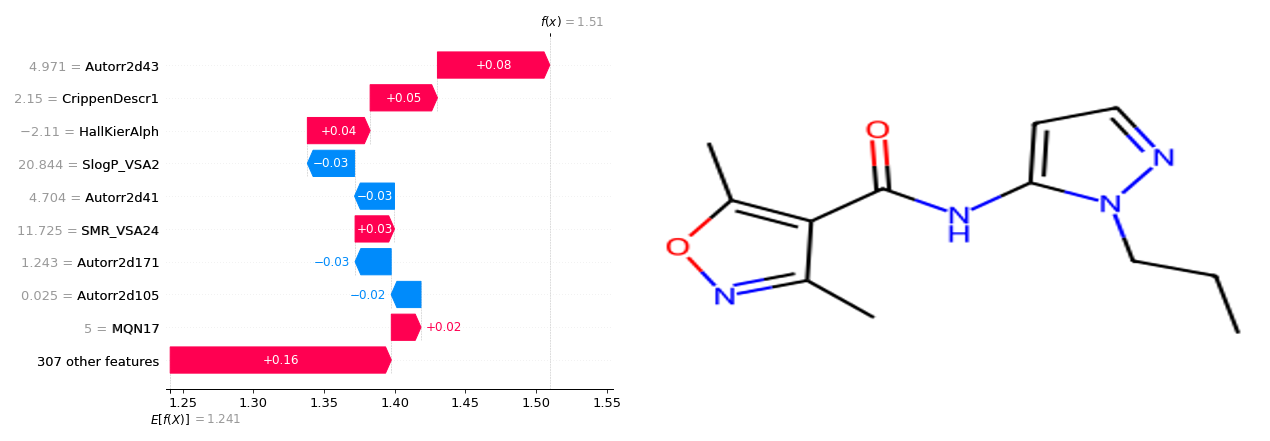 f(x) = 1.51
4.971 = Autorr2d43 +0.08
2.15 = CrippenDescr1 +0.05
−2.11 = HallKierAlph +0.04
20.844 = SlogP_VSA2 −0.03
4.704 = Autorr2d41 −0.03
11.725 = SMR_VSA24 +0.03
1.243 = Autorr2d171 −0.03
0.025 = Autorr2d105 −0.02
5 = MQN17 +0.02
307 other features +0.16
1.25 1.30 1.35 1.40 1.45 1.50 1.55
E[f(X)] = 1.241
O
N
N
N
H
O
N